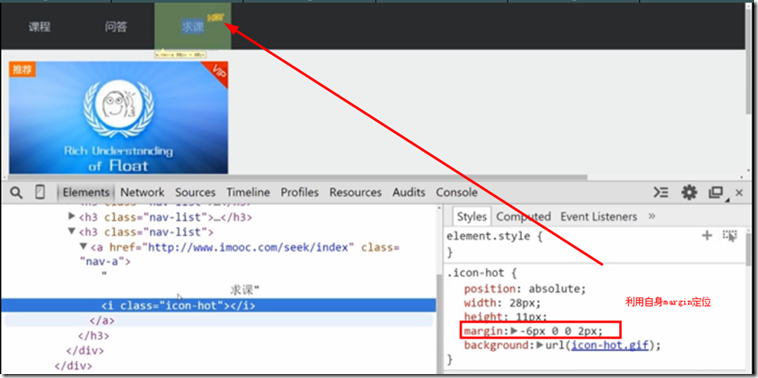 课程 问答 求课
推荐 VIP
Rich Understanding
of Float
Elements Network Sources Timeline Profiles Resources Audits Console
<h3 class="nav-list">…</h3>
<h3 class="nav-list">
<a href="http://www.imooc.com/seek/index" class=
"nav-a">
"
求课"
<i class="icon-hot"></i>
</a>
</h3>
</div>
</div>
Styles Computed Event Listeners »
element.style {
}
.icon-hot {
position: absolute;
width: 28px;
height: 11px;
margin:▶-6px 0 0 2px;
background:▶url(icon-hot.gif);
}
利用自身margin定位